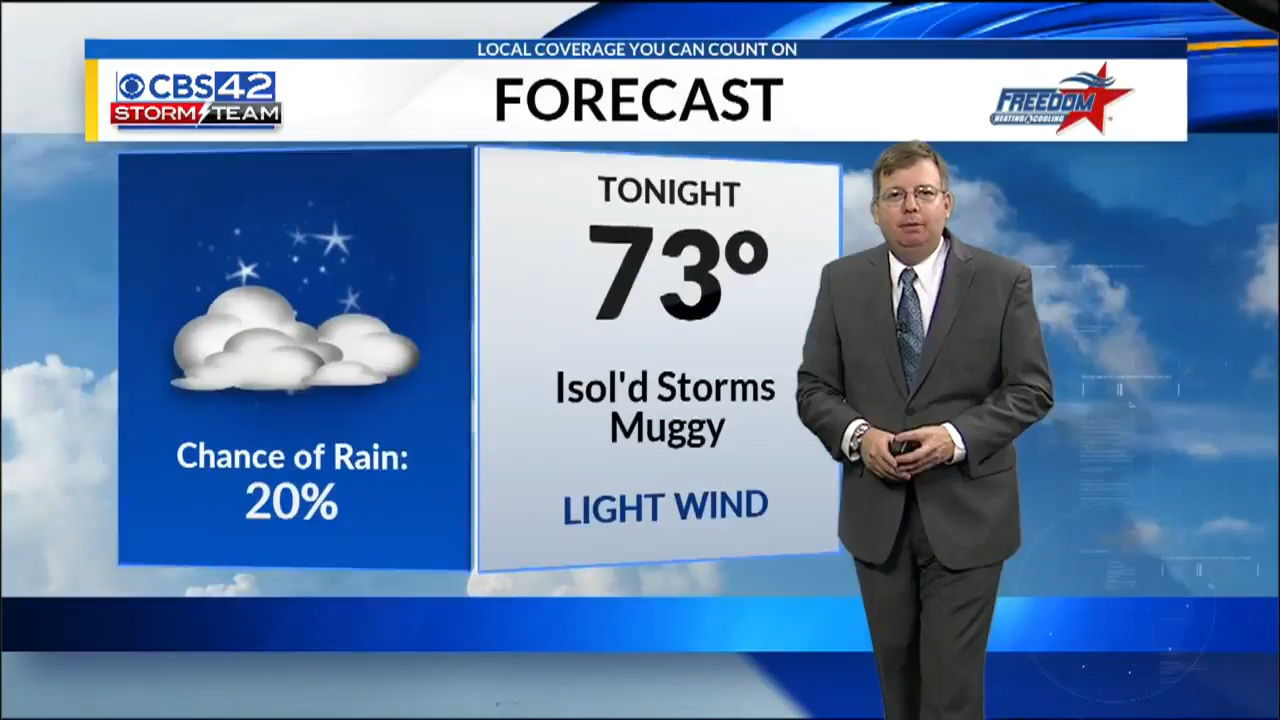 LOCAL COVERAGE YOU CAN COUNT ON
CBS 42
STORM TEAM
FORECAST
FREEDOM
HEATING & COOLING
TONIGHT
73°
Isol'd Storms
Muggy
LIGHT WIND
Chance of Rain:
20%